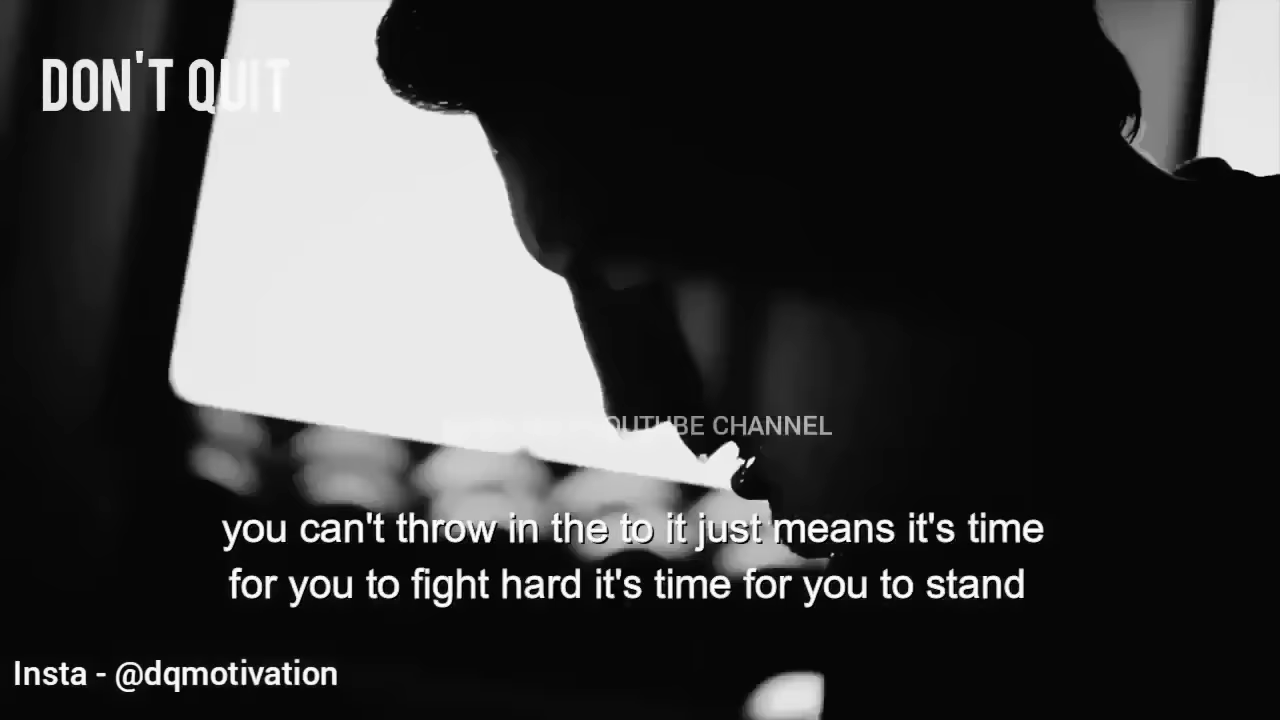 DON'T QUIT
YOUTUBE CHANNEL
you can't throw in the to it just means it's time
for you to fight hard it's time for you to stand
Insta - @dqmotivation